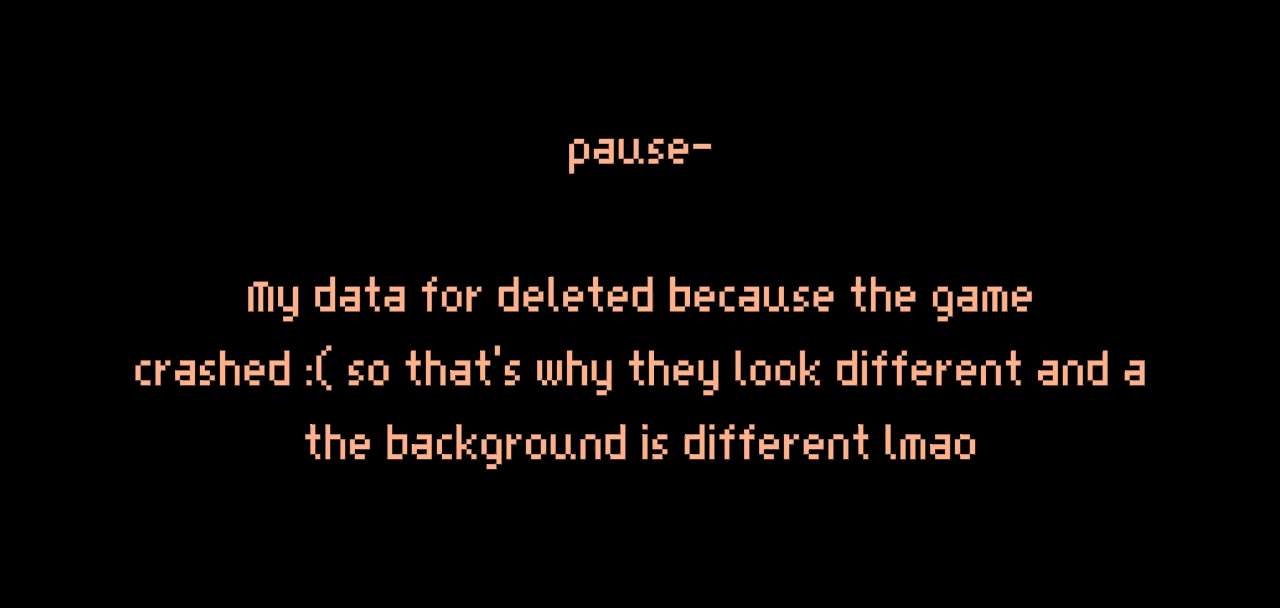 pause-
My data for deleted because the game
crashed :( so that's why they look different and a
the background is different lmao